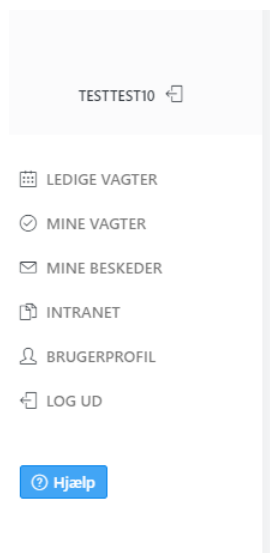 TESTTEST10
LEDIGE VAGTER
MINE VAGTER
MINE BESKEDER
INTRANET
BRUGERPROFIL
LOG UD
Hjælp